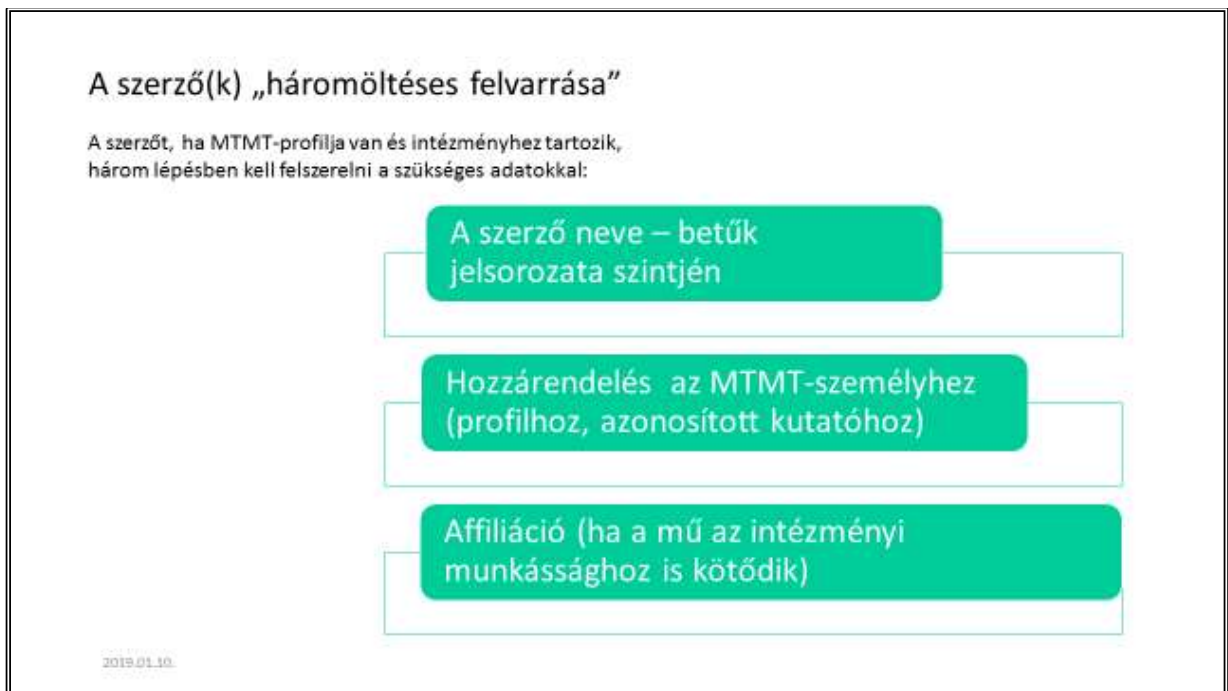 A szerző(k) „háromöltéses felvarrása”
A szerzőt, ha MTMT-profilja van és intézményhez tartozik,
három lépésben kell felszerelni a szükséges adatokkal:
A szerző neve – betűk
jelsorozata szintjén
Hozzárendelés az MTMT-személyhez
(profilhoz, azonosított kutatóhoz)
Affiliáció (ha a mű az intézményi
munkássághoz is kötődik)
2019.01.10.